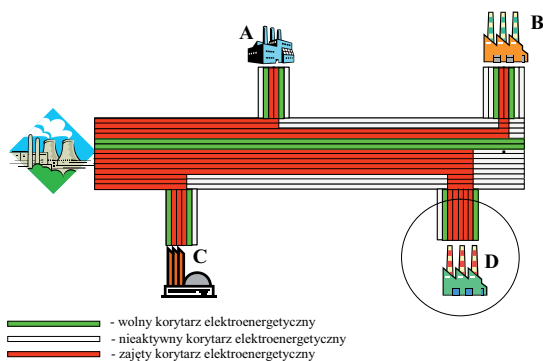 A
B
C
D
- wolny korytarz elektroenergetyczny
- nieaktywny korytarz elektroenergetyczny
- zajęty korytarz elektroenergetyczny